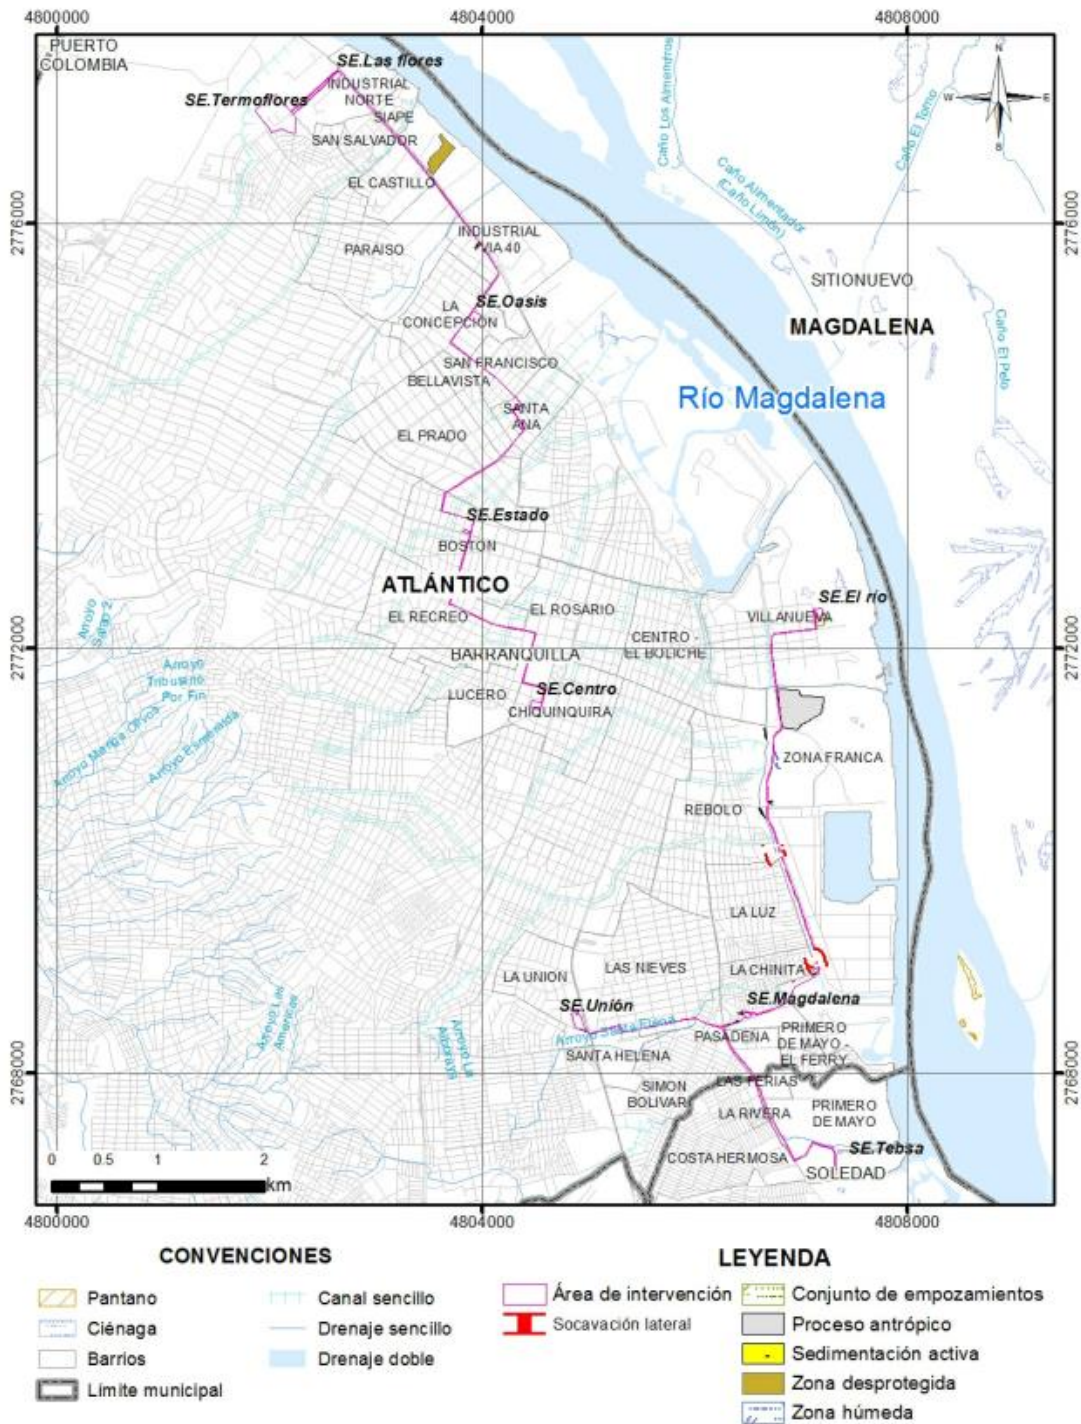 4800000
4804000
4808000
PUERTO
COLOMBIA
SE.Las flores
INDUSTRIAL
NORTE
SE.Termoflores
SIAPE
SAN SALVADOR
EL CASTILLO
N
W
E
S
Caño Los Almendros
Caño El Torno
Caño Alimentador
(Caño Limón)
2776000
2776000
INDUSTRIAL
VIA 40
PARAISO
SITIONUEVO
SE.Oasis
LA
CONCEPCIÓN
MAGDALENA
Caño El Pelo
SAN FRANCISCO
BELLAVISTA
Río Magdalena
SANTA
ANA
EL PRADO
SE.Estado
BOSTON
ATLÁNTICO
SE.El río
EL RECREO
EL ROSARIO
VILLANUEVA
Arroyo
Salao 2
CENTRO -
EL BOLICHE
2772000
2772000
BARRANQUILLA
Arroyo
Tributario
Por Fin
LUCERO
SE.Centro
CHIQUINQUIRA
Arroyo Esmeralda
ZONA FRANCA
REBOLO
LA LUZ
LA UNION
LAS NIEVES
LA CHINITA
SE.Unión
SE.Magdalena
Arroyo Las
Americas
Arroyo Santa Elena
PASADENA
PRIMERO
DE MAYO -
EL FERRY
SANTA HELENA
2768000
2768000
LAS FERIAS
SIMON
BOLIVAR
LA RIVERA
PRIMERO
DE MAYO
SE.Tebsa
COSTA HERMOSA
SOLEDAD
0 0.5 1 2
km
4800000
4804000
4808000
CONVENCIONES
Pantano
Ciénaga
Barrios
Límite municipal
Canal sencillo
Drenaje sencillo
Drenaje doble
LEYENDA
Área de intervención
Socavación lateral
Conjunto de empozamientos
Proceso antrópico
Sedimentación activa
Zona desprotegida
Zona húmeda